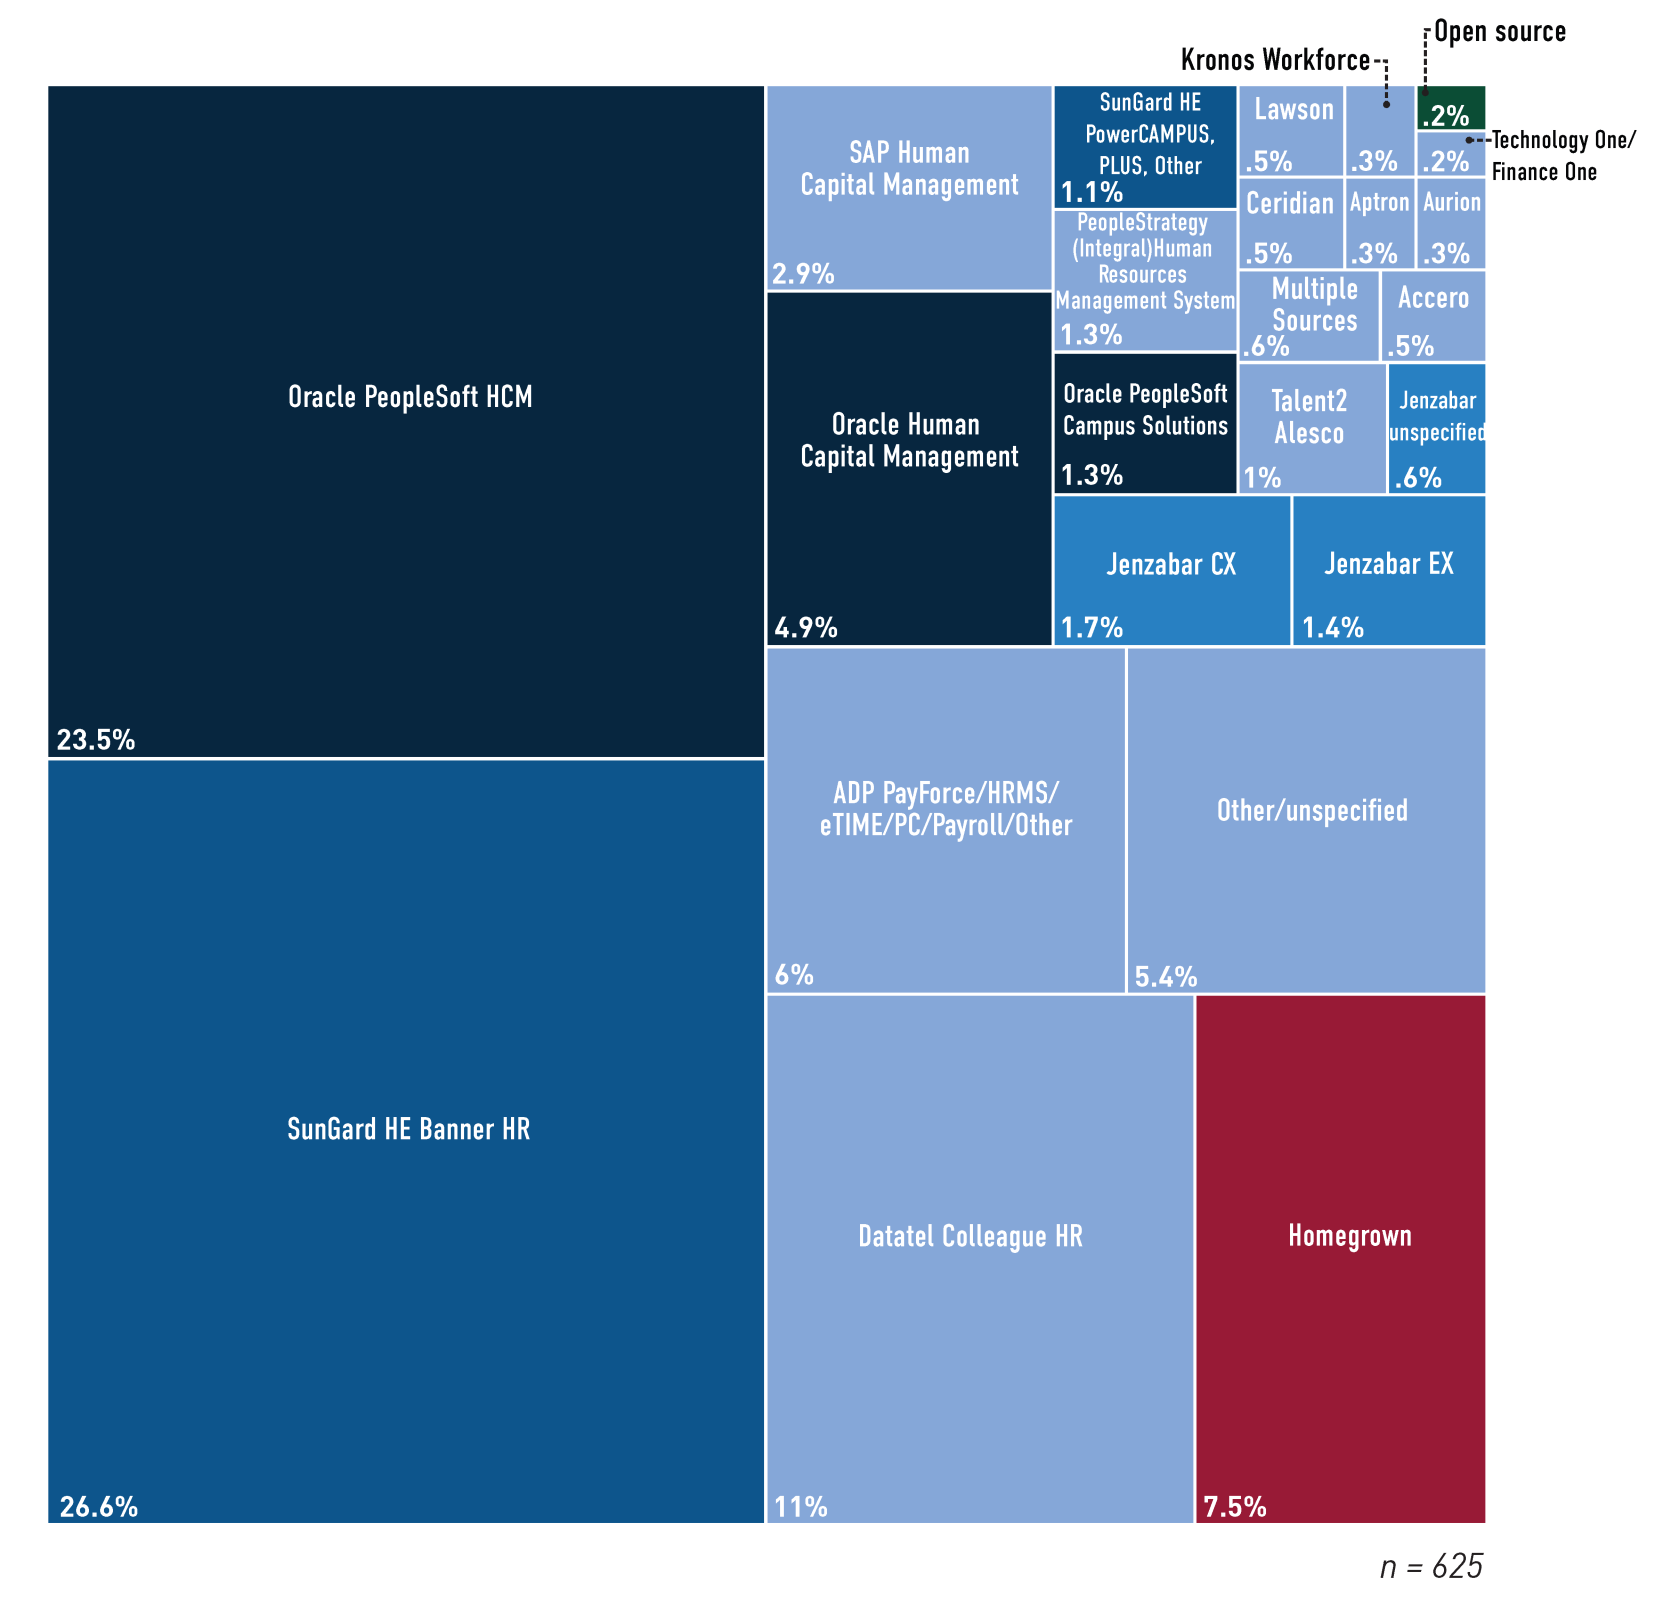 Open source
Kronos Workforce
Oracle PeopleSoft HCM
23.5%
SunGard HE Banner HR
26.6%
SAP Human
Capital Management
2.9%
Oracle Human
Capital Management
4.9%
SunGard HE
PowerCAMPUS,
PLUS, Other
1.1%
PeopleStrategy
(Integral)Human
Resources
Management System
1.3%
Oracle PeopleSoft
Campus Solutions
1.3%
Lawson
.5%
.3%
.2%
.2%
Technology One/
Finance One
Ceridian
.5%
Aptron
.3%
Aurion
.3%
Multiple
Sources
.6%
Accero
.5%
Talent2
Alesco
1%
Jenzabar
unspecified
.6%
Jenzabar CX
1.7%
Jenzabar EX
1.4%
ADP PayForce/HRMS/
eTIME/PC/Payroll/Other
6%
Other/unspecified
5.4%
Datatel Colleague HR
11%
Homegrown
7.5%
n = 625